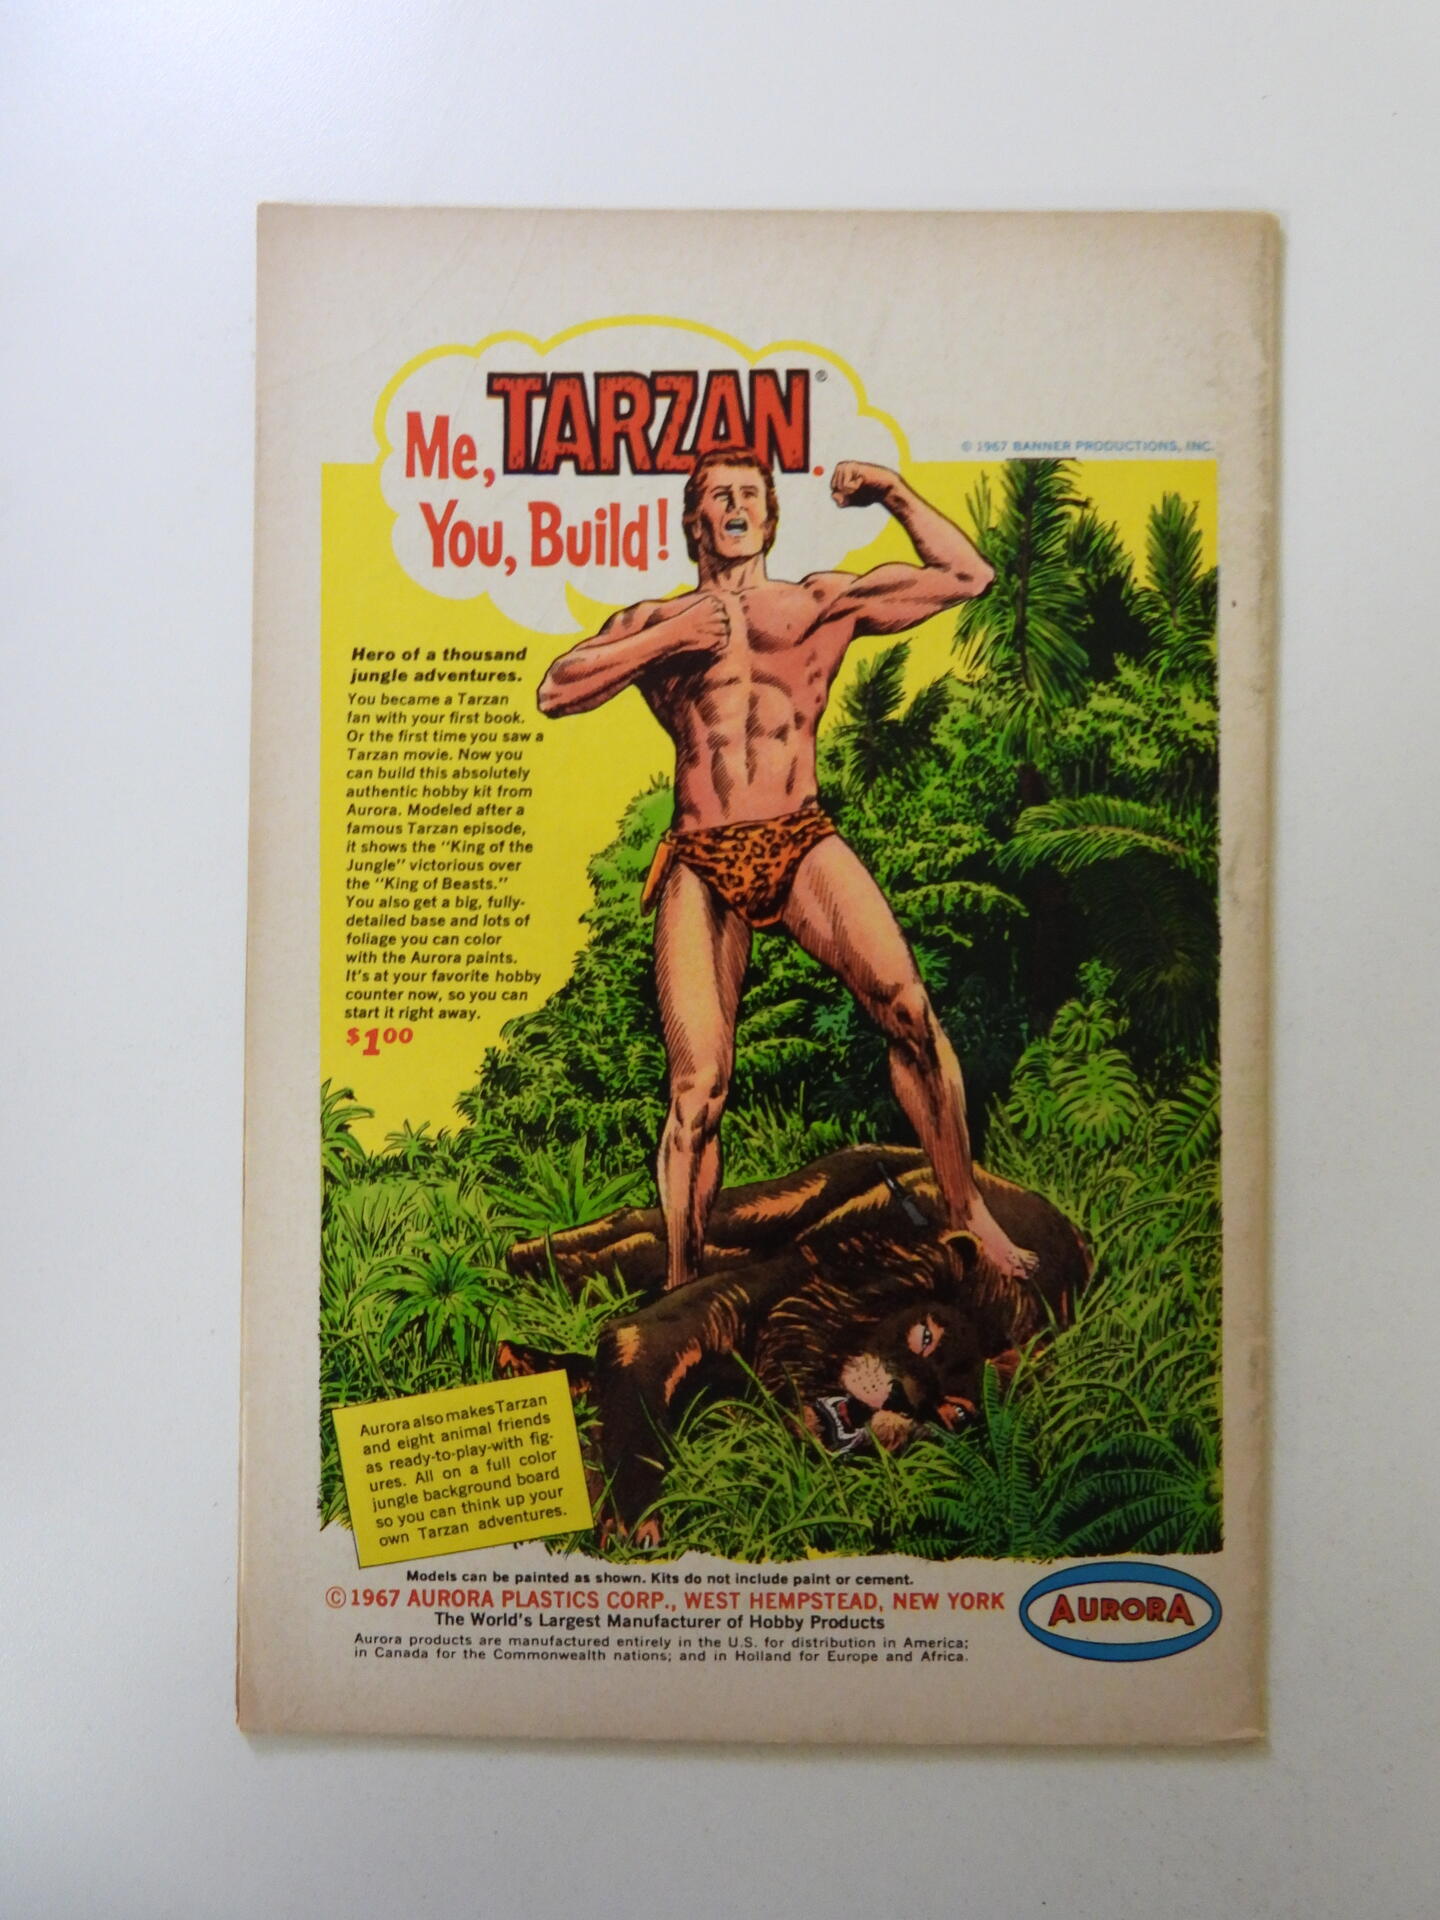 Me, TARZAN®.
You, Build!
© 1967 BANNER PRODUCTIONS, INC.
Hero of a thousand
jungle adventures.
You became a Tarzan
fan with your first book.
Or the first time you saw a
Tarzan movie. Now you
can build this absolutely
authentic hobby kit from
Aurora. Modeled after a
famous Tarzan episode,
it shows the "King of the
Jungle" victorious over
the "King of Beasts."
You also get a big, fully-
detailed base and lots of
foliage you can color
with the Aurora paints.
It's at your favorite hobby
counter now, so you can
start it right away.
$1.00
Aurora also makes Tarzan
and eight animal friends
as ready-to-play-with fig-
ures. All on a full color
jungle background board
so you can think up your
own Tarzan adventures.
Models can be painted as shown. Kits do not include paint or cement.
© 1967 AURORA PLASTICS CORP., WEST HEMPSTEAD, NEW YORK
The World's Largest Manufacturer of Hobby Products
Aurora products are manufactured entirely in the U.S. for distribution in America;
in Canada for the Commonwealth nations; and in Holland for Europe and Africa.
AURORA